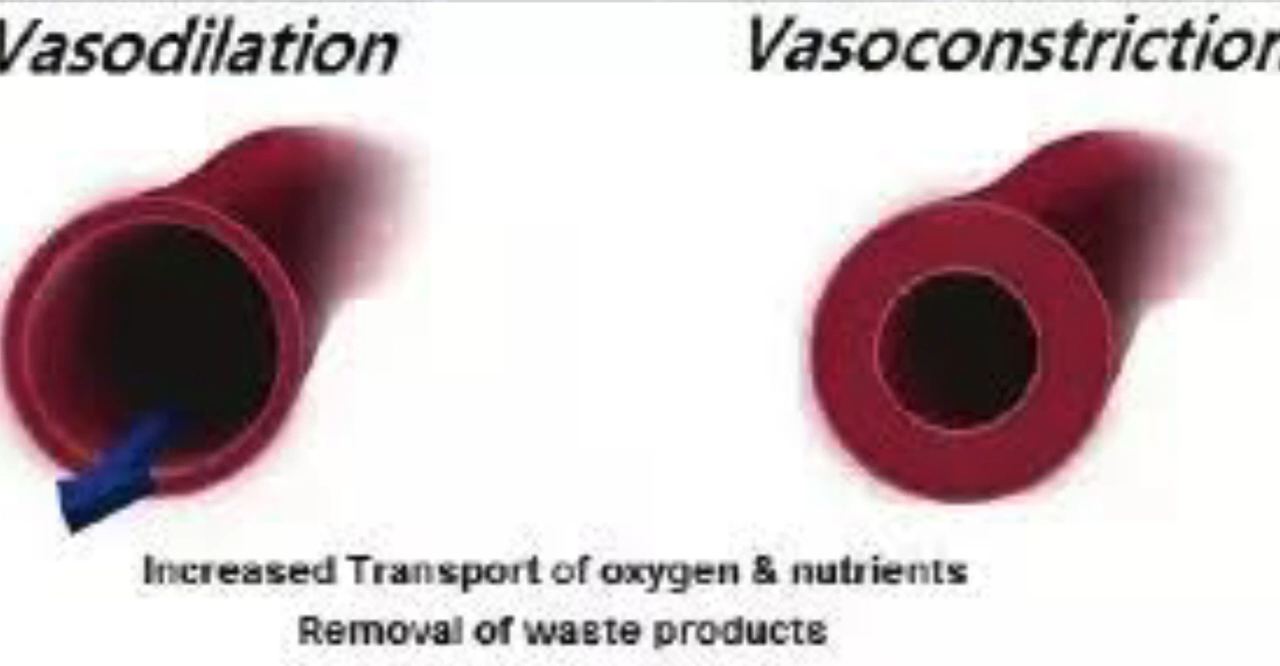 Vasodilation
Vasoconstriction
Increased Transport of oxygen & nutrients
Removal of waste products